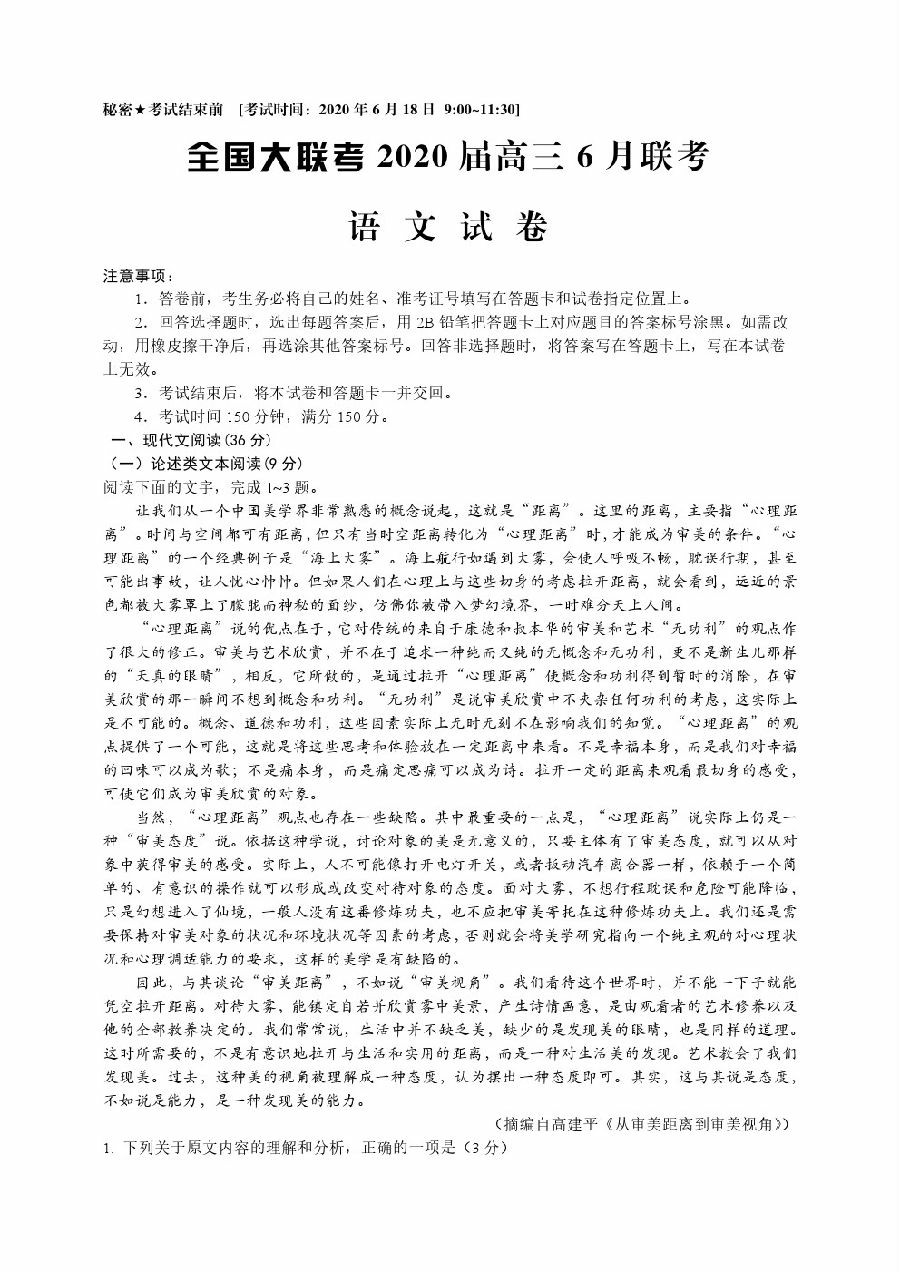 秘密★考试结束前 [考试时间：2020 年 6 月 18 日 9:00~11:30]
全国大联考 2020 届高三 6 月联考
语 文 试 卷
注意事项：
1．答卷前，考生务必将自己的姓名、准考证号填写在答题卡和试卷指定位置上。
2．回答选择题时，选出每题答案后，用 2B 铅笔把答题卡上对应题目的答案标号涂黑。如需改
动，用橡皮擦干净后，再选涂其他答案标号。回答非选择题时，将答案写在答题卡上，写在本试卷
上无效。
3．考试结束后，将本试卷和答题卡一并交回。
4．考试时间 150 分钟，满分 150 分。
一、现代文阅读(36 分)
（一）论述类文本阅读(9 分)
阅读下面的文字，完成 1~3 题。
让我们从一个中国美学界非常熟悉的概念说起，这就是“距离”。这里的距离，主要指“心理距
离”。时间与空间都可有距离，但只有当时空距离转化为“心理距离”时，才能成为审美的条件。“心
理距离”的一个经典例子是“海上大雾”。海上航行如遇到大雾，会使人呼吸不畅，耽误行期，甚至
可能出事故，让人忧心忡忡。但如果人们在心理上与这些切身的考虑拉开距离，就会看到，远近的景
色都被大雾罩上了朦胧而神秘的面纱，仿佛你被带入梦幻境界，一时难分天上人间。
“心理距离”说的优点在于，它对传统的来自于康德和叔本华的审美和艺术“无功利”的观点作
了很大的修正。审美与艺术欣赏，并不在于追求一种纯而又纯的无概念和无功利，更不是新生儿那样
的“天真的眼睛”，相反，它所做的，是通过拉开“心理距离”使概念和功利得到暂时的消除，在审
美欣赏的那一瞬间不想到概念和功利。“无功利”是说审美欣赏中不夹杂任何功利的考虑，这实际上
是不可能的。概念、道德和功利，这些因素实际上无时无刻不在影响我们的知觉。“心理距离”的观
点提供了一个可能，这就是将这些思考和体验放在一定距离中来看。不是幸福本身，而是我们对幸福
的回味可以成为歌；不是痛本身，而是痛定思痛可以成为诗。拉开一定的距离来观看最切身的感受，
可使它们成为审美欣赏的对象。
当然，“心理距离”观点也存在一些缺陷。其中最重要的一点是，“心理距离”说实际上仍是一
种“审美态度”说。依据这种学说，讨论对象的美是无意义的，只要主体有了审美态度，就可以从对
象中获得审美的感受。实际上，人不可能像打开电灯开关，或者扳动汽车离合器一样，依赖于一个简
单的、有意识的操作就可以形成或改变对待对象的态度。面对大雾，不想行程耽误和危险可能降临，
只是幻想进入了仙境，一般人没有这番修炼功夫，也不应把审美寄托在这种修炼功夫上。我们还是需
要保持对审美对象的状况和环境状况等因素的考虑，否则就会将美学研究指向一个纯主观的对心理状
况和心理调适能力的要求，这样的美学是有缺陷的。
因此，与其谈论“审美距离”，不如说“审美视角”。我们看待这个世界时，并不能一下子就能
凭空拉开距离。对待大雾，能镇定自若并欣赏雾中美景，产生诗情画意，是由观看者的艺术修养以及
他的全部教养决定的。我们常常说，生活中并不缺乏美，缺少的是发现美的眼睛，也是同样的道理。
这时所需要的，不是有意识地拉开与生活和实用的距离，而是一种对生活美的发现。艺术教会了我们
发现美。过去，这种美的视角被理解成一种态度，认为摆出一种态度即可。其实，这与其说是态度，
不如说是能力，是一种发现美的能力。
（摘编自高建平《从审美距离到审美视角》）
1. 下列关于原文内容的理解和分析，正确的一项是（3 分）